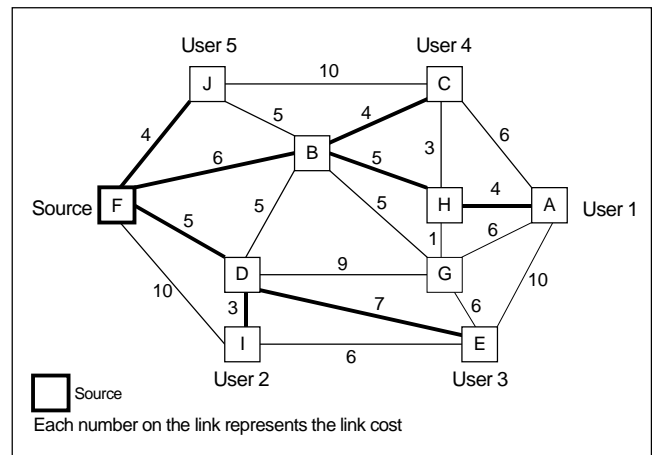 User 5 User 4
J 10 C
4 5 4 6
6 B 3
5
Source F H 4 A User 1
5 5 5 1 6
D 9 G
10 3 7 6 10
I 6 E
User 2 User 3
Source
Each number on the link represents the link cost